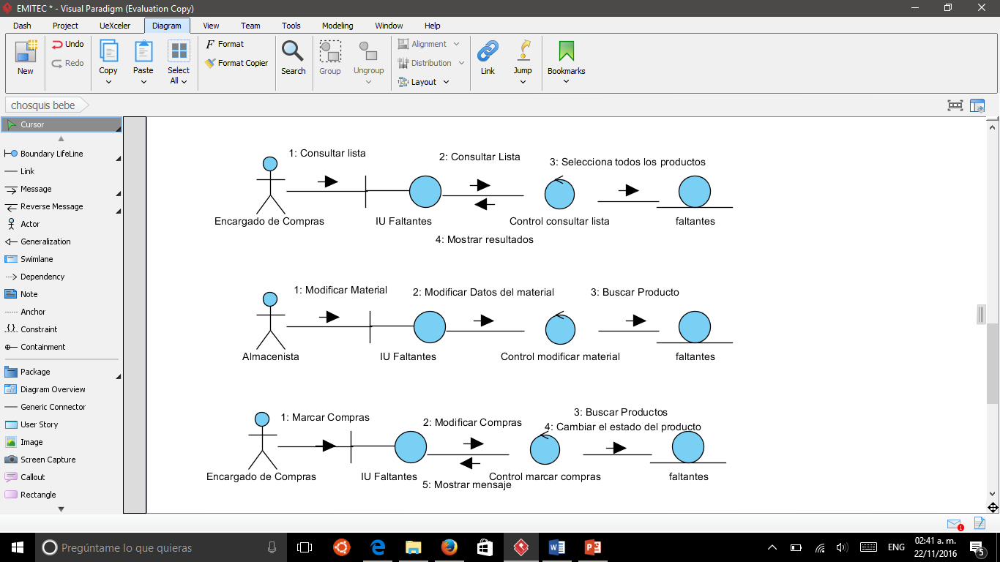 EMITEC * - Visual Paradigm (Evaluation Copy)
Dash Project UeXceler Diagram View Team Tools Modeling Window Help
New
Undo
Redo
Copy
Paste
Select
All
Format
Format Copier
Search
Group
Ungroup
Alignment
Distribution
Layout
Link
Jump
Bookmarks
chosquis bebe
Cursor
Boundary LifeLine
Link
Message
Reverse Message
Actor
Generalization
Swimlane
Dependency
Note
Anchor
Constraint
Containment
Package
Diagram Overview
Generic Connector
User Story
Image
Screen Capture
Callout
Rectangle
1: Consultar lista
2: Consultar Lista
3: Selecciona todos los productos
Encargado de Compras
IU Faltantes
Control consultar lista
faltantes
4: Mostrar resultados
1: Modificar Material
2: Modificar Datos del material
3: Buscar Producto
Almacenista
IU Faltantes
Control modificar material
faltantes
1: Marcar Compras
2: Modificar Compras
3: Buscar Productos
4: Cambiar el estado del producto
Encargado de Compras
IU Faltantes
Control marcar compras
faltantes
5: Mostrar mensaje
1
Pregúntame lo que quieras
ENG
02:41 a. m.
22/11/2016
5